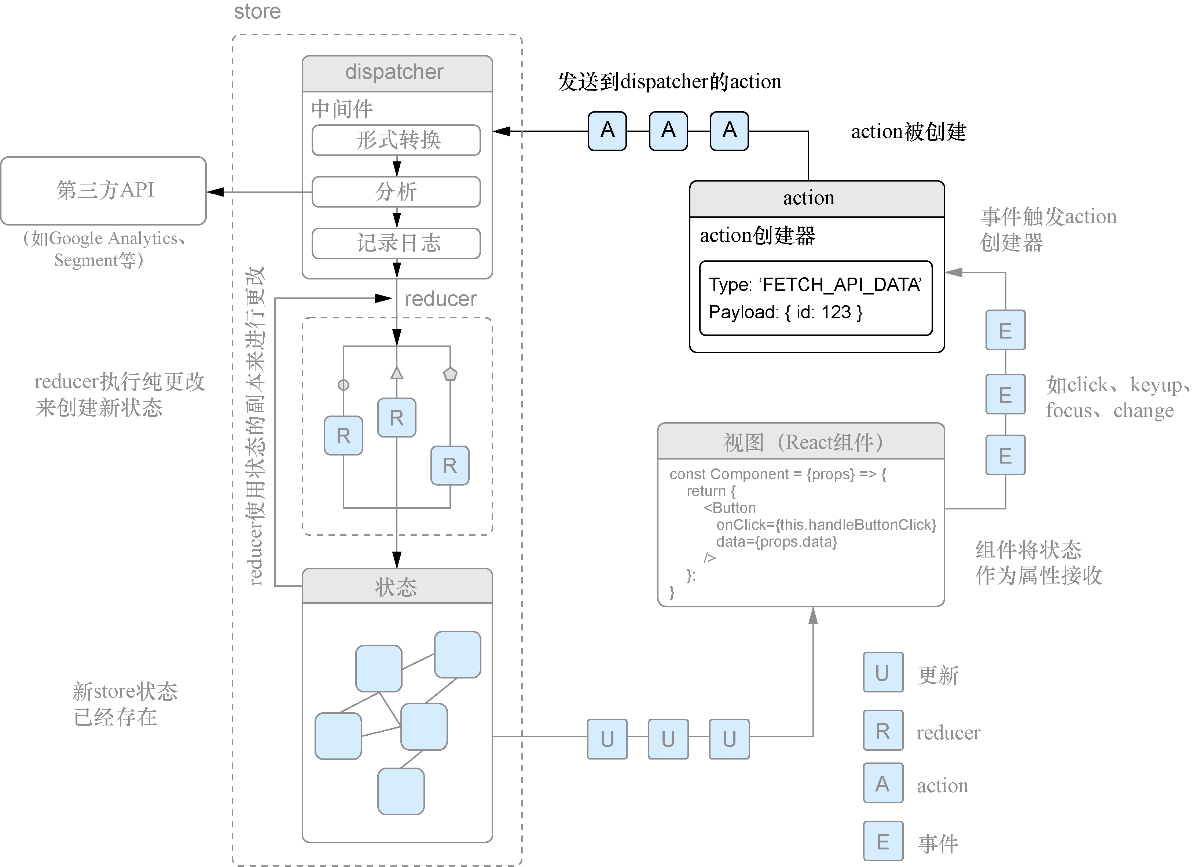 store
dispatcher
中间件
形式转换
分析
记录日志
第三方API
（如Google Analytics、
Segment等）
发送到dispatcher的action
A
A
A
action被创建
action
action创建器
Type: ‘FETCH_API_DATA’
Payload: { id: 123 }
事件触发action
创建器
E
E
E
如click、keyup、
focus、change
reducer
reducer使用状态的副本来进行更改
reducer执行纯更改
来创建新状态
R
R
R
视图（React组件）
const Component = {props} => {
return {
<Button
onClick={this.handleButtonClick}
data={props.data}
/>
};
}
组件将状态
作为属性接收
状态
新store状态
已经存在
U
U
U
U
更新
R
reducer
A
action
E
事件